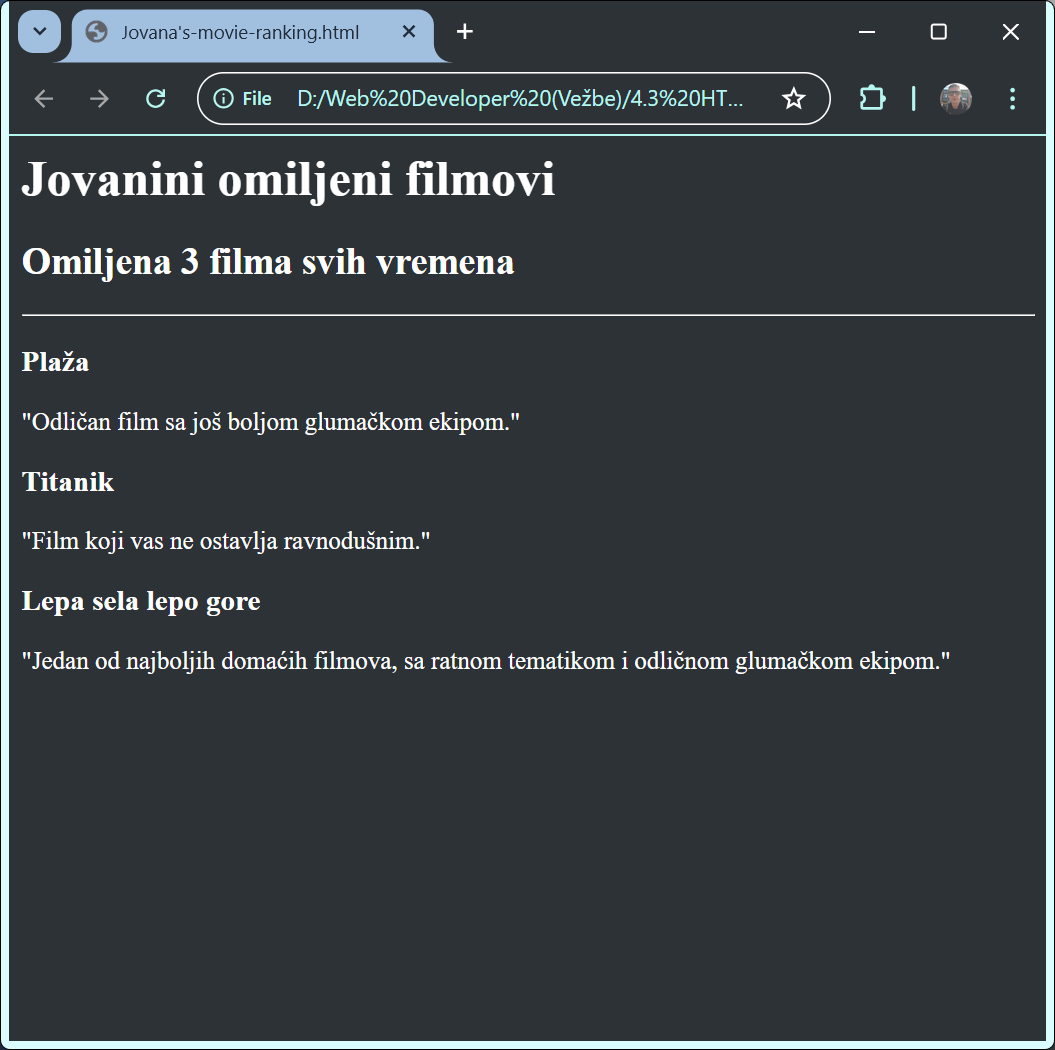 Jovana's-movie-ranking.html
File D:/Web%20Developer%20(Vežbe)/4.3%20HT...
Jovanini omiljeni filmovi
Omiljena 3 filma svih vremena
Plaža
"Odličan film sa još boljom glumačkom ekipom."
Titanik
"Film koji vas ne ostavlja ravnodušnim."
Lepa sela lepo gore
"Jedan od najboljih domaćih filmova, sa ratnom tematikom i odličnom glumačkom ekipom."